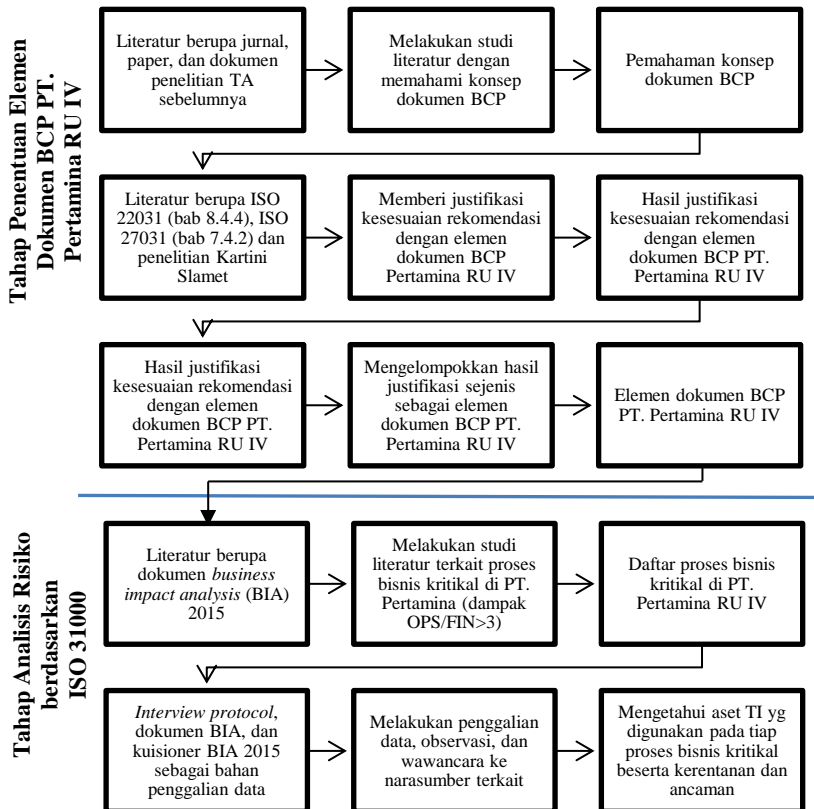 Tahap Penentuan Elemen
Dokumen BCP PT.
Pertamina RU IV
Literatur berupa jurnal,
paper, dan dokumen
penelitian TA
sebelumnya
Melakukan studi
literatur dengan
memahami konsep
dokumen BCP
Pemahaman konsep
dokumen BCP
Literatur berupa ISO
22031 (bab 8.4.4), ISO
27031 (bab 7.4.2) dan
penelitian Kartini
Slamet
Memberi justifikasi
kesesuaian rekomendasi
dengan elemen
dokumen BCP
Pertamina RU IV
Hasil justifikasi
kesesuaian rekomendasi
dengan elemen
dokumen BCP PT.
Pertamina RU IV
Hasil justifikasi
kesesuaian rekomendasi
dengan elemen
dokumen BCP PT.
Pertamina RU IV
Mengelompokkan hasil
justifikasi sejenis
sebagai elemen
dokumen BCP PT.
Pertamina RU IV
Elemen dokumen BCP
PT. Pertamina RU IV
Tahap Analisis Risiko
berdasarkan
ISO 31000
Literatur berupa
dokumen business
impact analysis (BIA)
2015
Melakukan studi
literatur terkait proses
bisnis kritikal di PT.
Pertamina (dampak
OPS/FIN>3)
Daftar proses bisnis
kritikal di PT.
Pertamina RU IV
Interview protocol,
dokumen BIA, dan
kuisioner BIA 2015
sebagai bahan
penggalian data
Melakukan penggalian
data, observasi, dan
wawancara ke
narasumber terkait
Mengetahui aset TI yg
digunakan pada tiap
proses bisnis kritikal
beserta kerentanan dan
ancaman